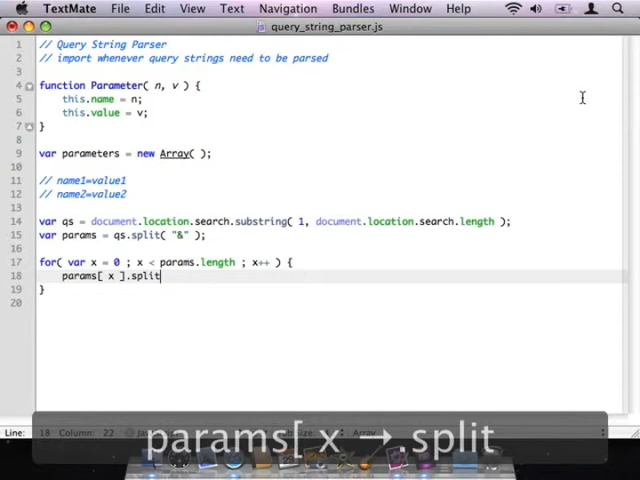 TextMate File Edit View Text Navigation Bundles Window Help
query_string_parser.js
1 // Query String Parser
2 // import whenever query strings need to be parsed
3
4 function Parameter( n, v ) {
5 this.name = n;
6 this.value = v;
7 }
8
9 var parameters = new Array( );
10
11 // name1=value1
12 // name2=value2
13
14 var qs = document.location.search.substring( 1, document.location.search.length );
15 var params = qs.split( "&" );
16
17 for( var x = 0 ; x < params.length ; x++ ) {
18 params[ x ].split
19 }
20
Line: 18 Column: 21 JavaScript Array
params[ x →.split